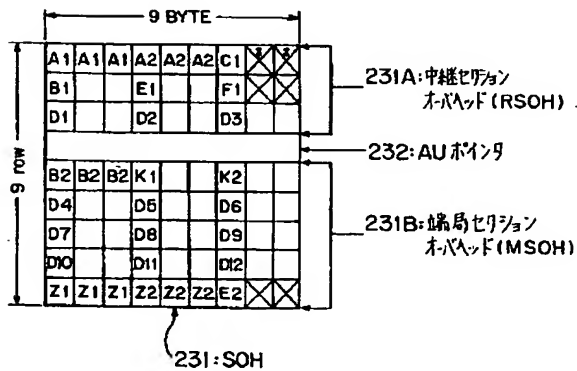 9 BYTE
9 row
A1 A1 A1 A2 A2 A2 C1
B1 E1 F1
D1 D2 D3
B2 B2 B2 K1 K2
D4 D5 D6
D7 D8 D9
D10 D11 D12
Z1 Z1 Z1 Z2 Z2 Z2 E2
231A:中継セクション
オーバヘッド(RSOH)
232:AUポインタ
231B:端局セクション
オーバヘッド(MSOH)
231:SOH